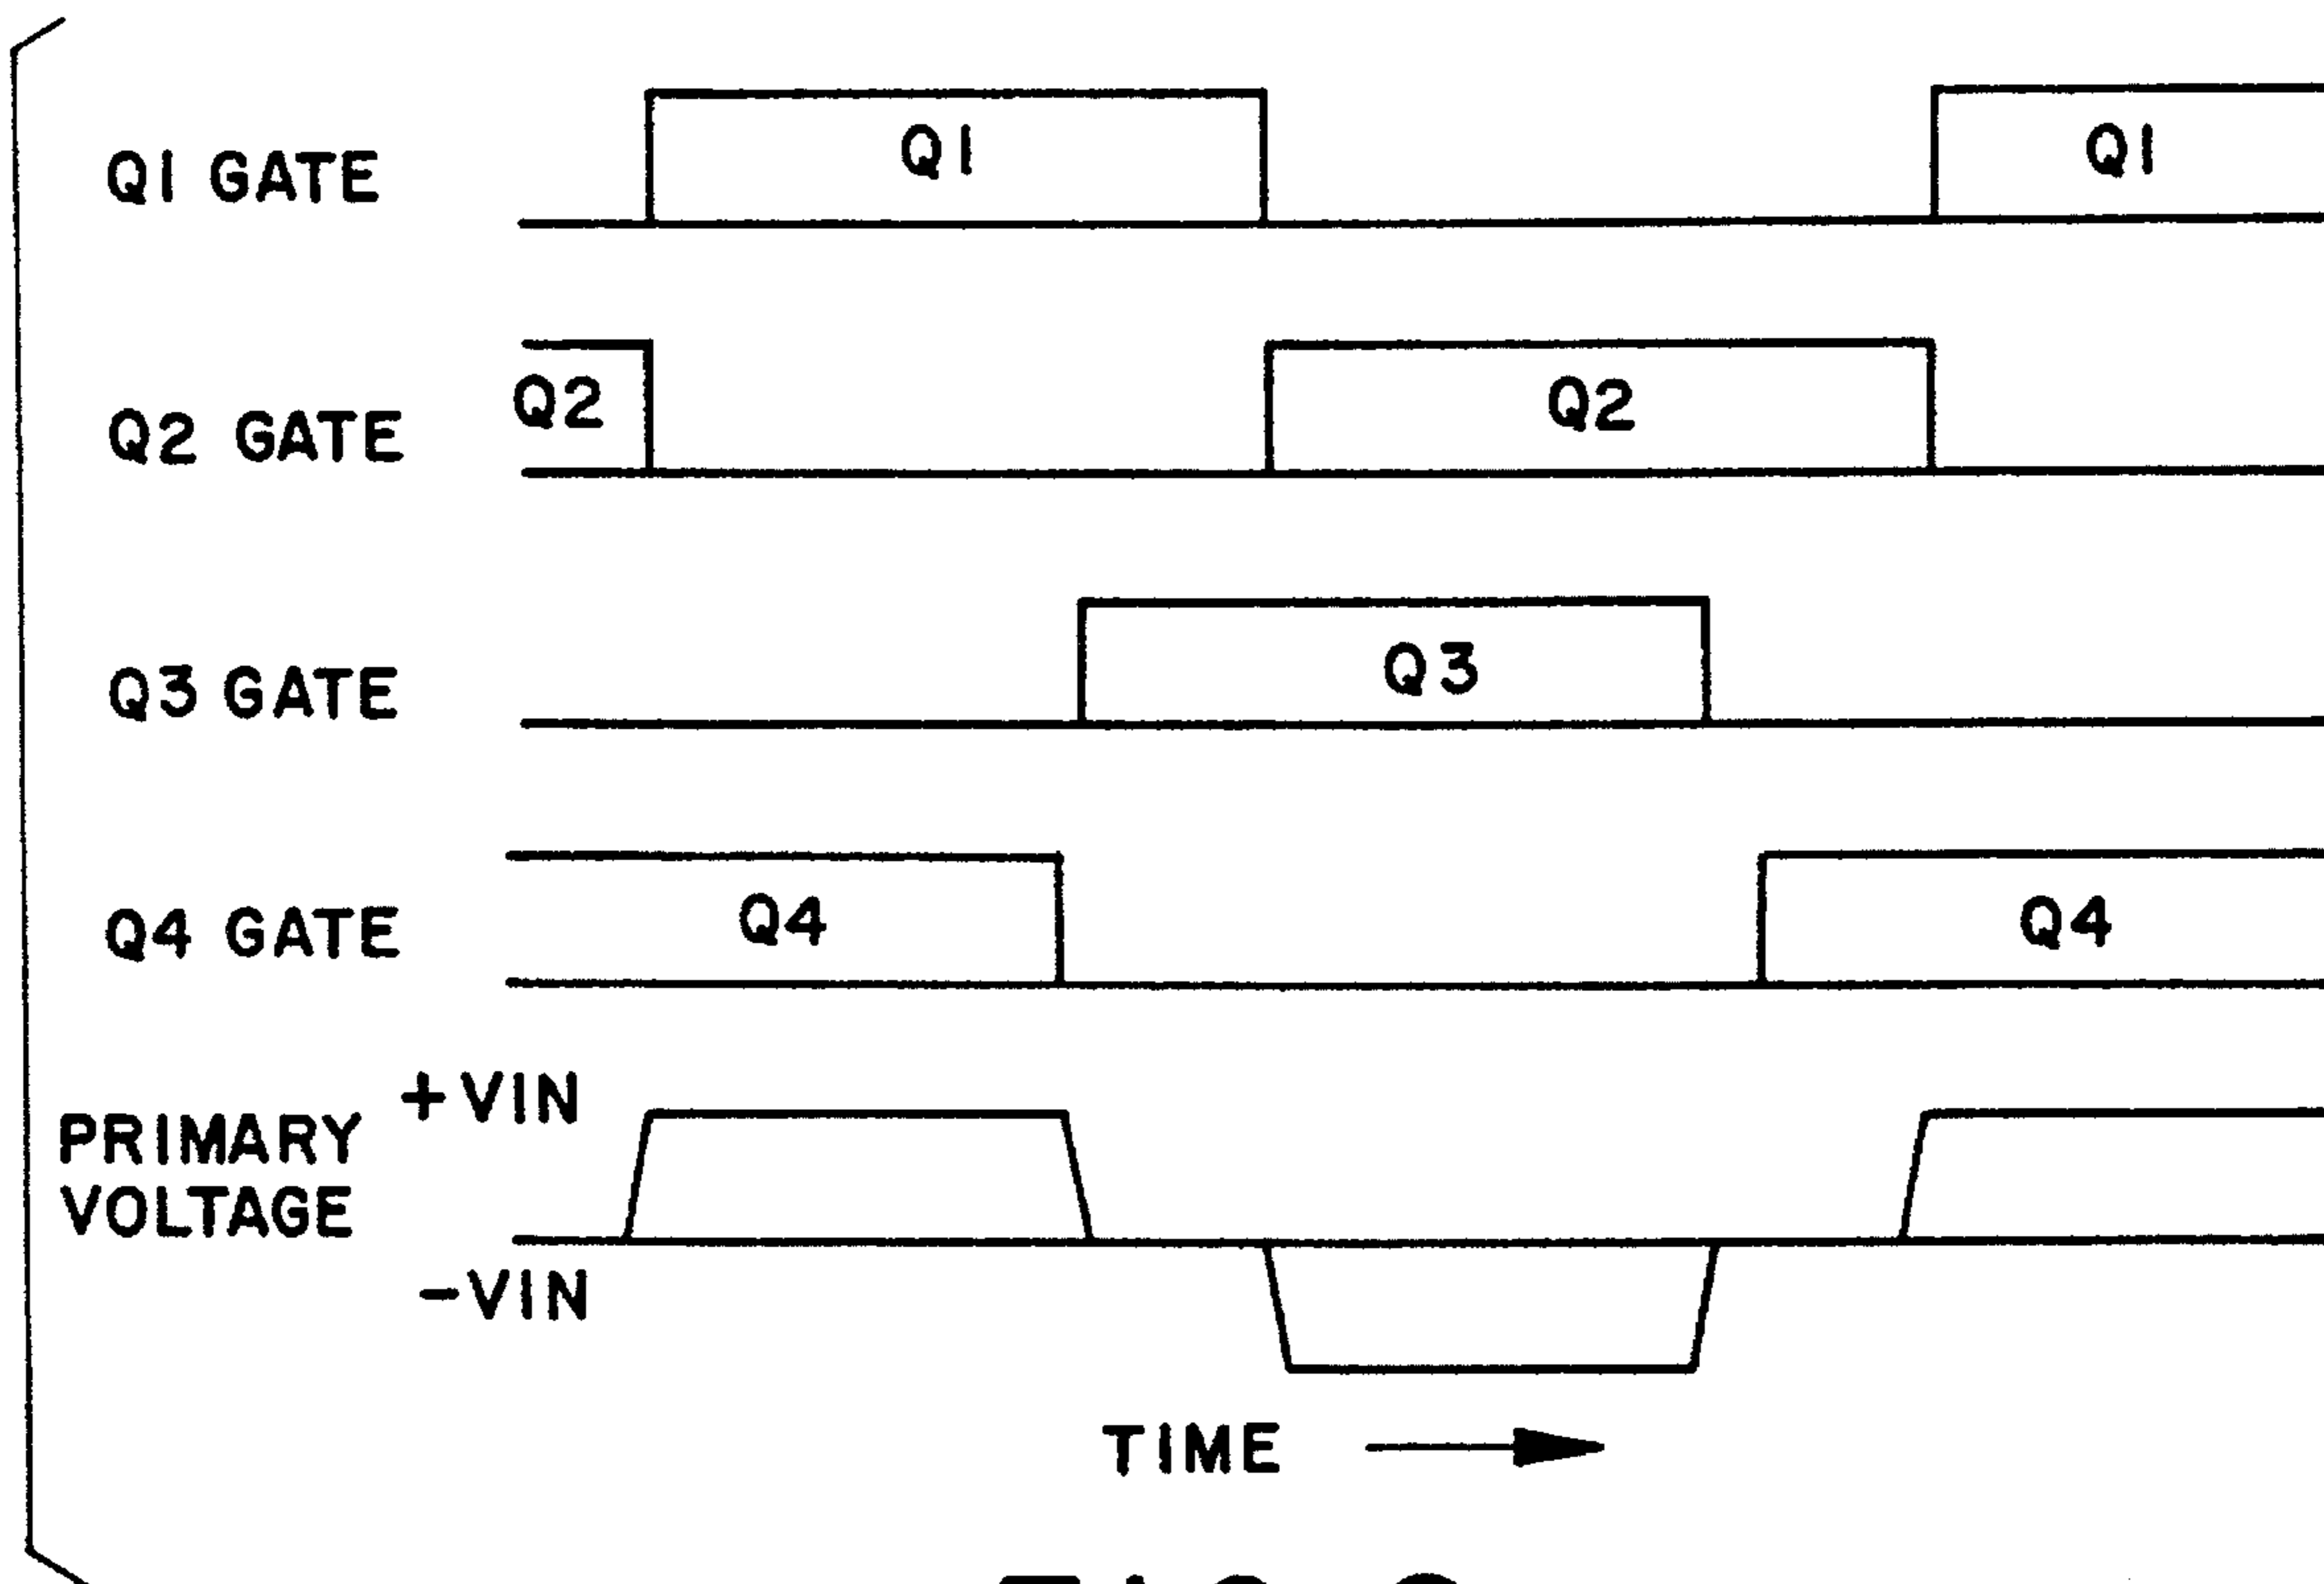 Q1 GATE
Q1
Q1
Q2 GATE
Q2
Q2
Q3 GATE
Q3
Q4 GATE
Q4
Q4
PRIMARY
VOLTAGE
+VIN
-VIN
TIME